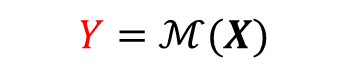 Y = ℳ(X)